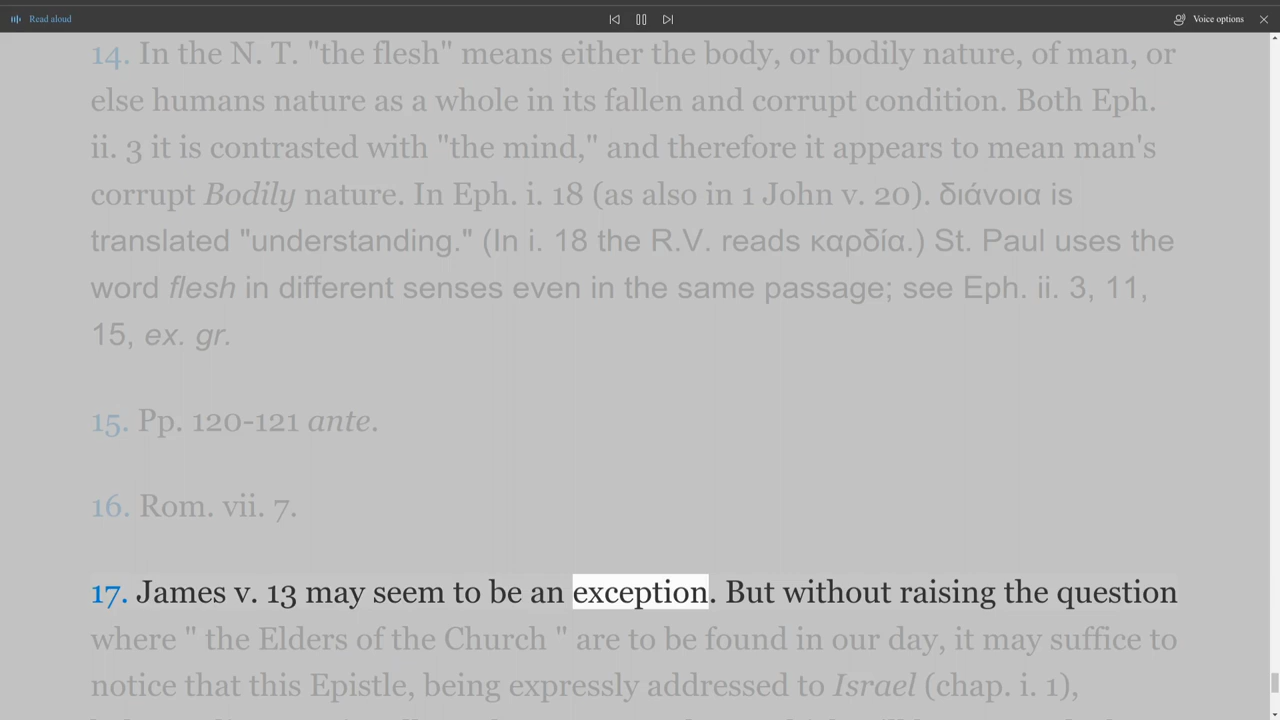 Read aloud
Voice options
14. In the N. T. "the flesh" means either the body, or bodily nature, of man, or
else humans nature as a whole in its fallen and corrupt condition. Both Eph.
ii. 3 it is contrasted with "the mind," and therefore it appears to mean man's
corrupt Bodily nature. In Eph. i. 18 (as also in 1 John v. 20). διάνοια is
translated "understanding." (In i. 18 the R.V. reads καρδία.) St. Paul uses the
word flesh in different senses even in the same passage; see Eph. ii. 3, 11,
15, ex. gr.
15. Pp. 120-121 ante.
16. Rom. vii. 7.
17. James v. 13 may seem to be an exception. But without raising the question
where " the Elders of the Church " are to be found in our day, it may suffice to
notice that this Epistle, being expressly addressed to Israel (chap. i. 1),